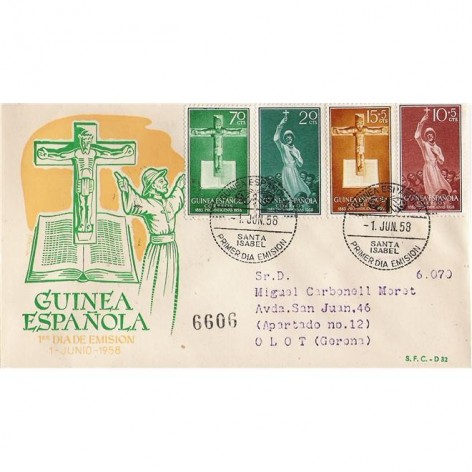 70
CTS
GUINEA ESPAÑOLA
20
CTS
GUINEA ESPAÑOLA
15+5
CTS
GUINEA ESPAÑOLA
10+5
CTS
GUINEA ESPAÑOLA
-1. JUN. 58
SANTA
ISABEL
PRIMER DIA EMISION
-1. JUN. 58
SANTA
ISABEL
PRIMER DIA EMISION
GUINEA
ESPAÑOLA
1er DIA DE EMISION
1-JUNIO-1958
6606
Sr.D. 6.070
Miguel Carbonell Moret
Avda.San Juan.46
(Apartado no.12)
O L O T (Gerona)
S. F. C. - D 32